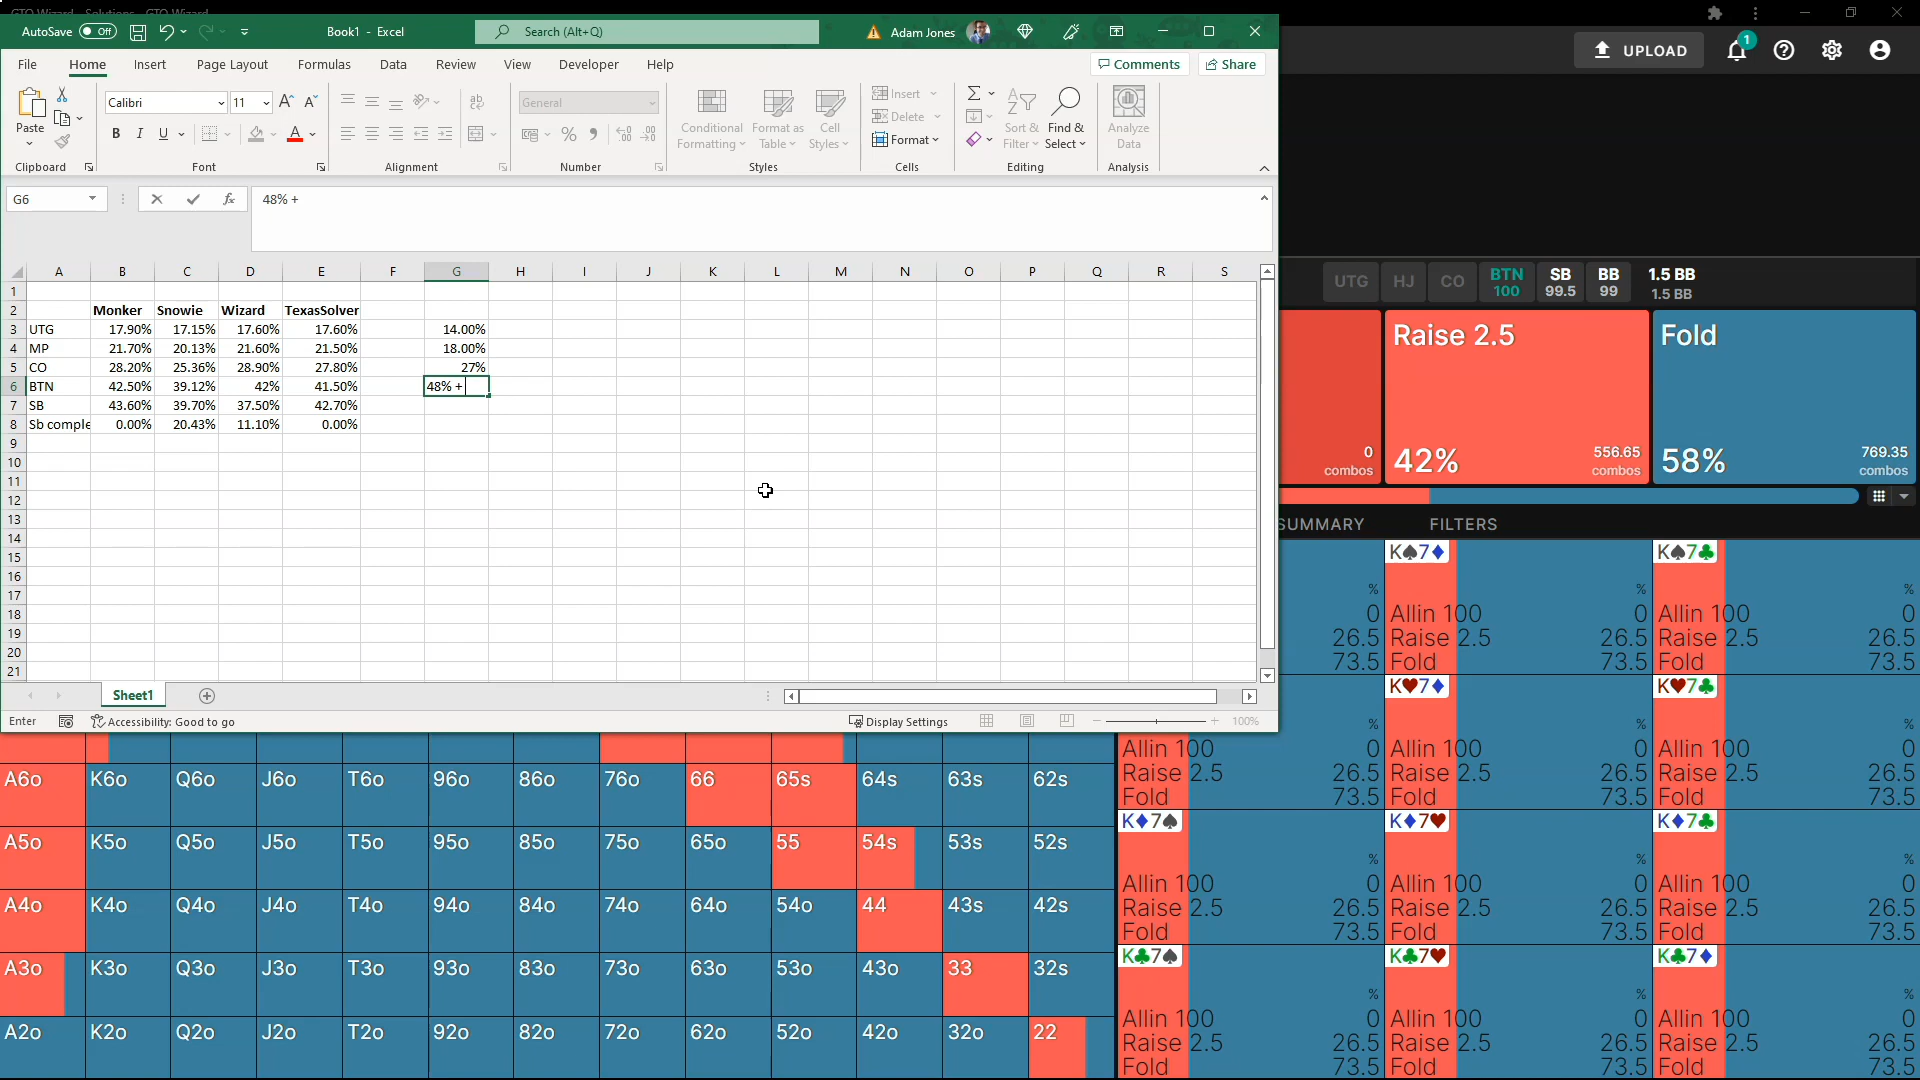 GTO Wizard - Solutions - GTO Wizard
AutoSave Off
Book1 - Excel
Search (Alt+Q)
Adam Jones
UPLOAD
1
File Home Insert Page Layout Formulas Data Review View Developer Help
Comments Share
Paste
Calibri 11
B I U
General
Conditional Formatting
Format as Table
Cell Styles
Insert
Delete
Format
Sort & Filter
Find & Select
Analyze Data
Clipboard Font Alignment Number Styles Cells Editing Analysis
G6
fx
48% +
A B C D E F G H I J K L M N O P Q R S
1
2 Monker Snowie Wizard TexasSolver
3 UTG 17.90% 17.15% 17.60% 17.60% 14.00%
4 MP 21.70% 20.13% 21.60% 21.50% 18.00%
5 CO 28.20% 25.36% 28.90% 27.80% 27%
6 BTN 42.50% 39.12% 42% 41.50% 48% +
7 SB 43.60% 39.70% 37.50% 42.70%
8 Sb comple 0.00% 20.43% 11.10% 0.00%
9
10
11
12
13
14
15
16
17
18
19
20
21
Sheet1
Enter
Accessibility: Good to go
Display Settings
100%
UTG HJ CO BTN 100 SB 99.5 BB 99 1.5 BB
1.5 BB
0 combos
Raise 2.5
42%
556.65 combos
Fold
58%
769.35 combos
SUMMARY FILTERS
K♠7♦ K♠7♣
% % %
0 Allin 100 0 Allin 100 0
26.5 Raise 2.5 26.5 Raise 2.5 26.5
73.5 Fold 73.5 Fold 73.5
K♥7♦ K♥7♣
% % %
Allin 100 0 Allin 100 0 Allin 100 0
Raise 2.5 26.5 Raise 2.5 26.5 Raise 2.5 26.5
Fold 73.5 Fold 73.5 Fold 73.5
K♦7♠ K♦7♥ K♦7♣
% % %
Allin 100 0 Allin 100 0 Allin 100 0
Raise 2.5 26.5 Raise 2.5 26.5 Raise 2.5 26.5
Fold 73.5 Fold 73.5 Fold 73.5
K♣7♠ K♣7♥ K♣7♦
% % %
Allin 100 0 Allin 100 0 Allin 100 0
Raise 2.5 26.5 Raise 2.5 26.5 Raise 2.5 26.5
Fold 73.5 Fold 73.5 Fold 73.5
A6o K6o Q6o J6o T6o 96o 86o 76o 66 65s 64s 63s 62s
A5o K5o Q5o J5o T5o 95o 85o 75o 65o 55 54s 53s 52s
A4o K4o Q4o J4o T4o 94o 84o 74o 64o 54o 44 43s 42s
A3o K3o Q3o J3o T3o 93o 83o 73o 63o 53o 43o 33 32s
A2o K2o Q2o J2o T2o 92o 82o 72o 62o 52o 42o 32o 22